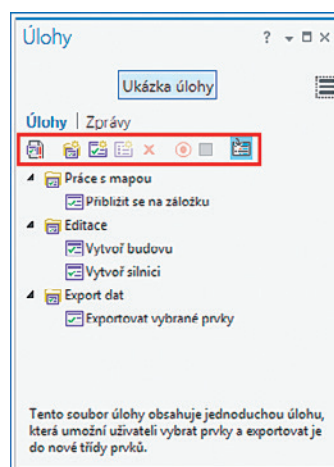 Úlohy
Ukázka úlohy
Úlohy | Zprávy
Práce s mapou
Přiblížit se na záložku
Editace
Vytvoř budovu
Vytvoř silnici
Export dat
Exportovat vybrané prvky
Tento soubor úlohy obsahuje jednoduchou úlohu,
která umožní uživateli vybrat prvky a exportovat je
do nové třídy prvků.